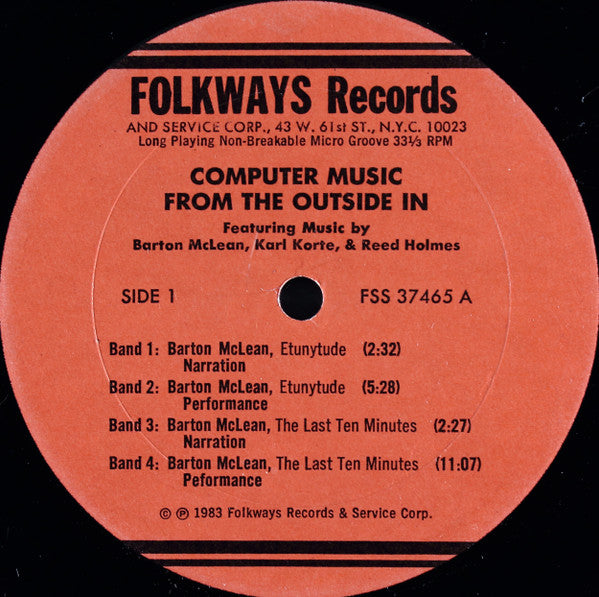 FOLKWAYS Records
AND SERVICE CORP., 43 W. 61st ST., N.Y.C. 10023
Long Playing Non-Breakable Micro Groove 33⅓ RPM
COMPUTER MUSIC
FROM THE OUTSIDE IN
Featuring Music by
Barton McLean, Karl Korte, & Reed Holmes
SIDE 1 FSS 37465 A
Band 1: Barton McLean, Etunytude (2:32)
Narration
Band 2: Barton McLean, Etunytude (5:28)
Performance
Band 3: Barton McLean, The Last Ten Minutes (2:27)
Narration
Band 4: Barton McLean, The Last Ten Minutes (11:07)
Peformance
© ℗ 1983 Folkways Records & Service Corp.